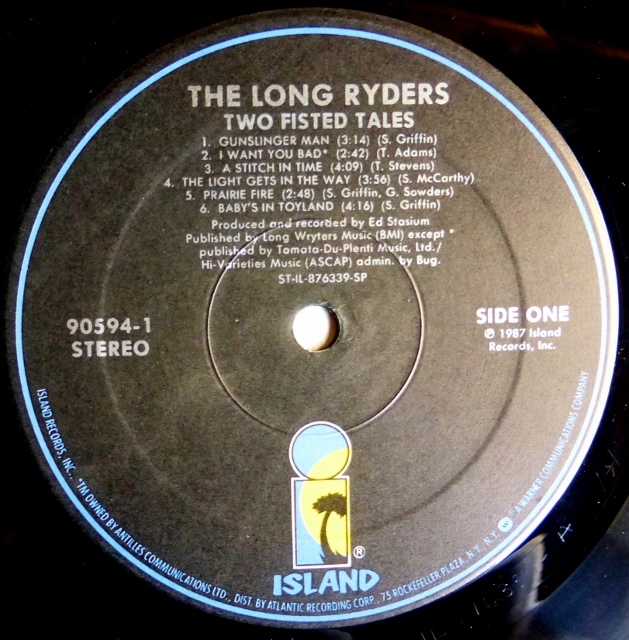 THE LONG RYDERS
TWO FISTED TALES
1. GUNSLINGER MAN (3:14) (S. Griffin)
2. I WANT YOU BAD* (2:42) (T. Adams)
3. A STITCH IN TIME (4:09) (T. Stevens)
4. THE LIGHT GETS IN THE WAY (3:56) (S. McCarthy)
5. PRAIRIE FIRE (2:48) (S. Griffin, G. Sowders)
6. BABY'S IN TOYLAND (4:16) (S. Griffin)
Produced and recorded by Ed Stasium
Published by Long Wryters Music (BMI) except *
published by Tomata-Du-Plenti Music, Ltd./
Hi-Varieties Music (ASCAP) admin. by Bug.
ST-IL-876339-SP
90594-1
STEREO
SIDE ONE
℗ 1987 Island
Records, Inc.
®
ISLAND
ISLAND RECORDS, INC., *TM OWNED BY ANTILLES COMMUNICATIONS LTD., DIST. BY ATLANTIC RECORDING CORP., 75 ROCKEFELLER PLAZA, N.Y. N.Y. A WARNER COMMUNICATIONS COMPANY